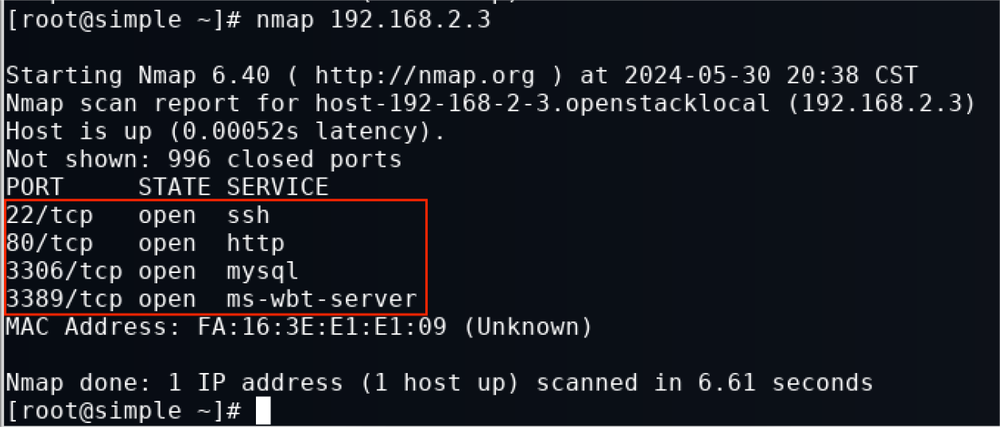 [root@simple ~]# nmap 192.168.2.3
Starting Nmap 6.40 ( http://nmap.org ) at 2024-05-30 20:38 CST
Nmap scan report for host-192-168-2-3.openstacklocal (192.168.2.3)
Host is up (0.00052s latency).
Not shown: 996 closed ports
PORT     STATE SERVICE
22/tcp   open  ssh
80/tcp   open  http
3306/tcp open  mysql
3389/tcp open  ms-wbt-server
MAC Address: FA:16:3E:E1:E1:09 (Unknown)
Nmap done: 1 IP address (1 host up) scanned in 6.61 seconds
[root@simple ~]#